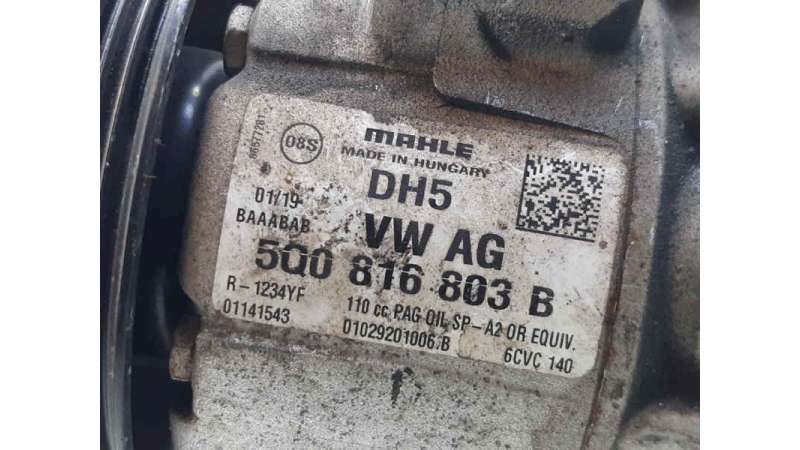 08S
MAHLE
MADE IN HUNGARY
DH5
01/19
BAAABAB
VW AG
5Q0 816 803 B
R-1234YF
110 cc PAG OIL SP-A2 OR EQUIV.
01141543
01029201006.B
6CVC 140